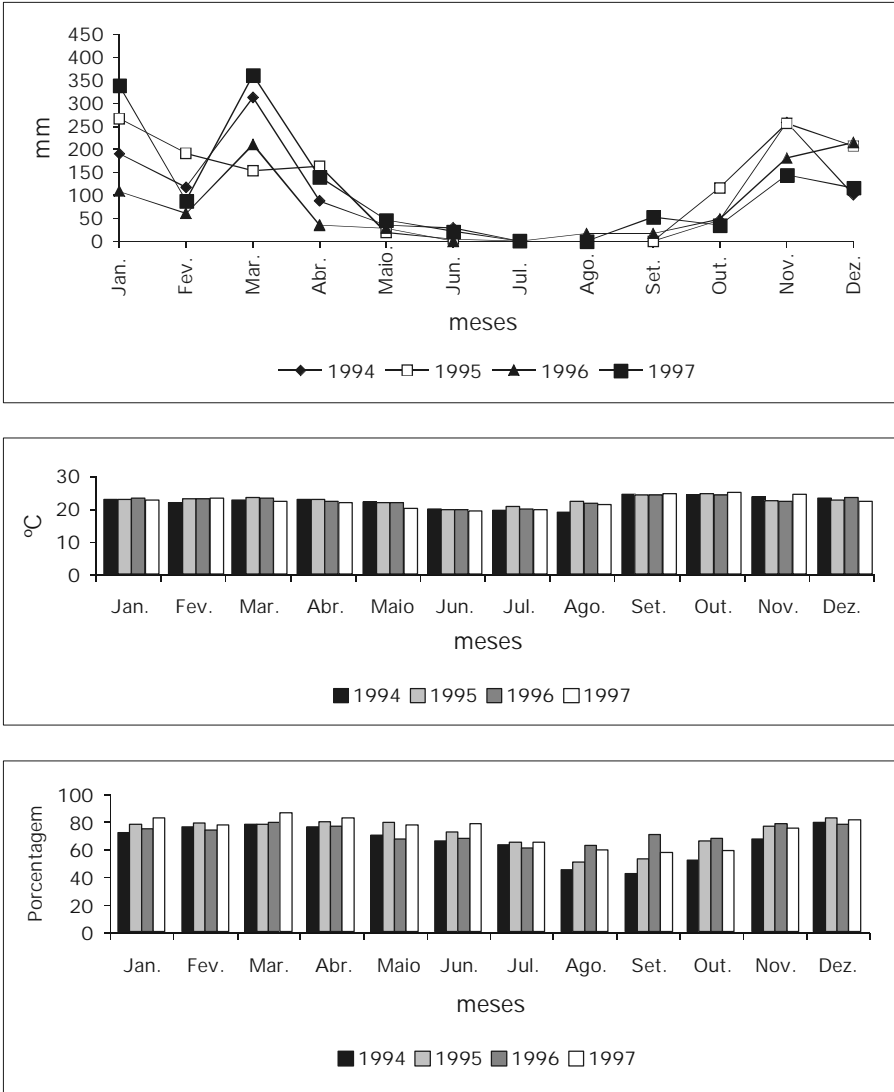 450
400
350
300
250
200
150
100
50
0
mm
Jan.
Fev.
Mar.
Abr.
Maio
Jun.
Jul.
Ago.
Set.
Out.
Nov.
Dez.
meses
1994 1995 1996 1997
30
20
10
0
ºC
Jan. Fev. Mar. Abr. Maio Jun. Jul. Ago. Set. Out. Nov. Dez.
meses
1994 1995 1996 1997
100
80
60
40
20
0
Porcentagem
Jan. Fev. Mar. Abr. Maio Jun. Jul. Ago. Set. Out. Nov. Dez.
meses
1994 1995 1996 1997